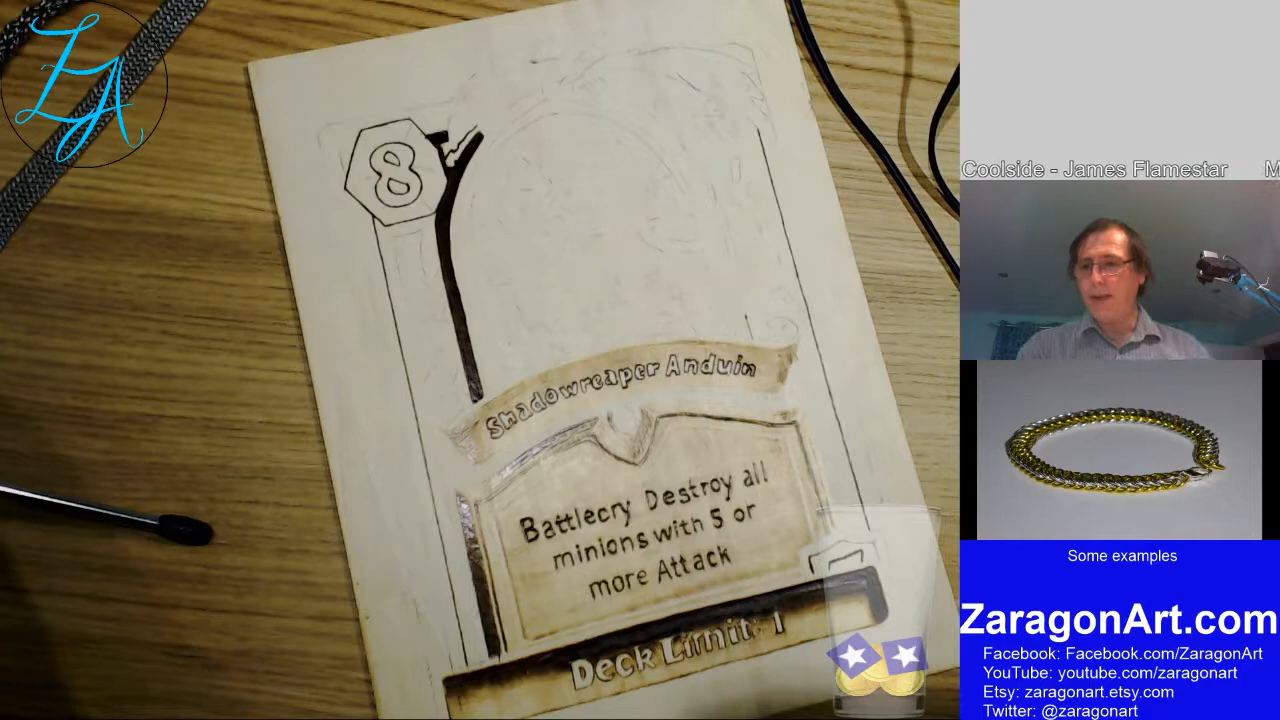 ZA
8
Shadowreaper Anduin
Battlecry Destroy all
minions with 5 or
more Attack
Deck Limit: 1
Coolside - James Flamestar M
Some examples
ZaragonArt.com
Facebook: Facebook.com/ZaragonArt
YouTube: youtube.com/zaragonart
Etsy: zaragonart.etsy.com
Twitter: @zaragonart